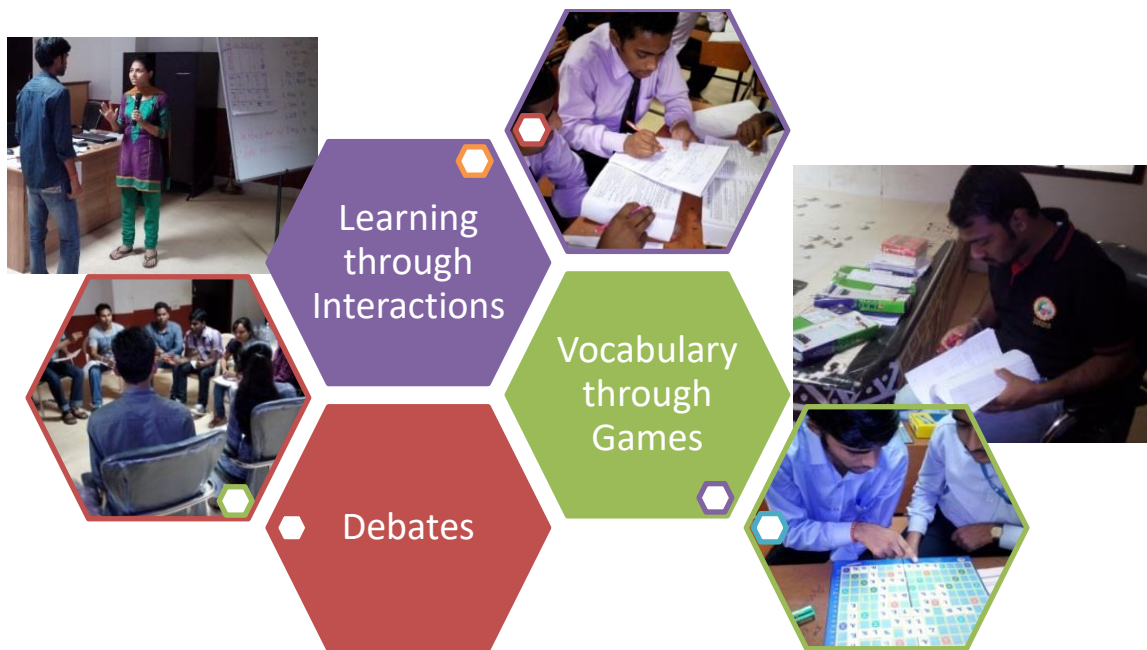 Learning
through
Interactions
Vocabulary
through
Games
Debates